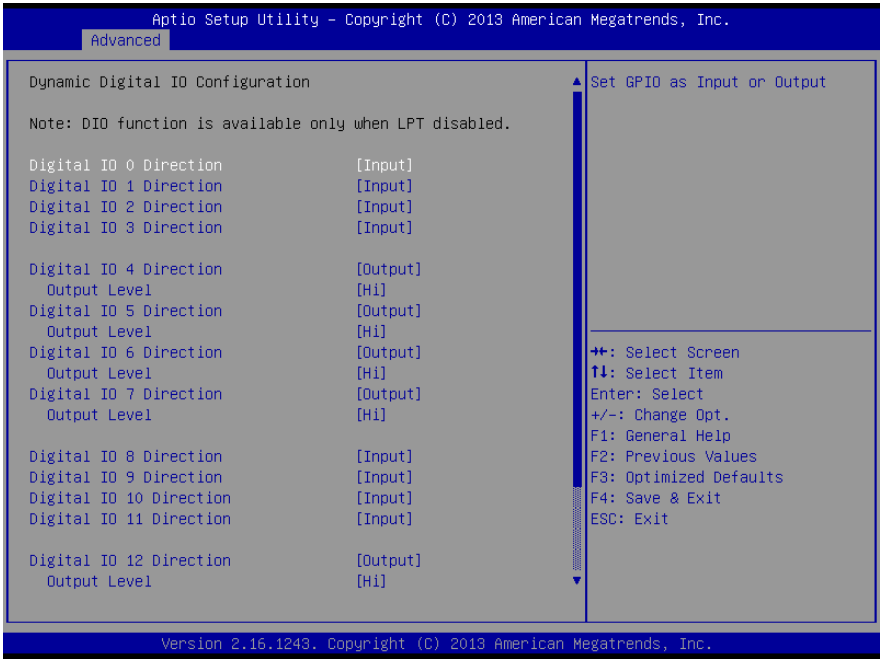 Aptio Setup Utility – Copyright (C) 2013 American Megatrends, Inc.
Advanced
Dynamic Digital IO Configuration
Note: DIO function is available only when LPT disabled.
Digital IO 0 Direction [Input]
Digital IO 1 Direction [Input]
Digital IO 2 Direction [Input]
Digital IO 3 Direction [Input]
Digital IO 4 Direction [Output]
Output Level [Hi]
Digital IO 5 Direction [Output]
Output Level [Hi]
Digital IO 6 Direction [Output]
Output Level [Hi]
Digital IO 7 Direction [Output]
Output Level [Hi]
Digital IO 8 Direction [Input]
Digital IO 9 Direction [Input]
Digital IO 10 Direction [Input]
Digital IO 11 Direction [Input]
Digital IO 12 Direction [Output]
Output Level [Hi]
Set GPIO as Input or Output
→←: Select Screen
↑↓: Select Item
Enter: Select
+/-: Change Opt.
F1: General Help
F2: Previous Values
F3: Optimized Defaults
F4: Save & Exit
ESC: Exit
Version 2.16.1243. Copyright (C) 2013 American Megatrends, Inc.